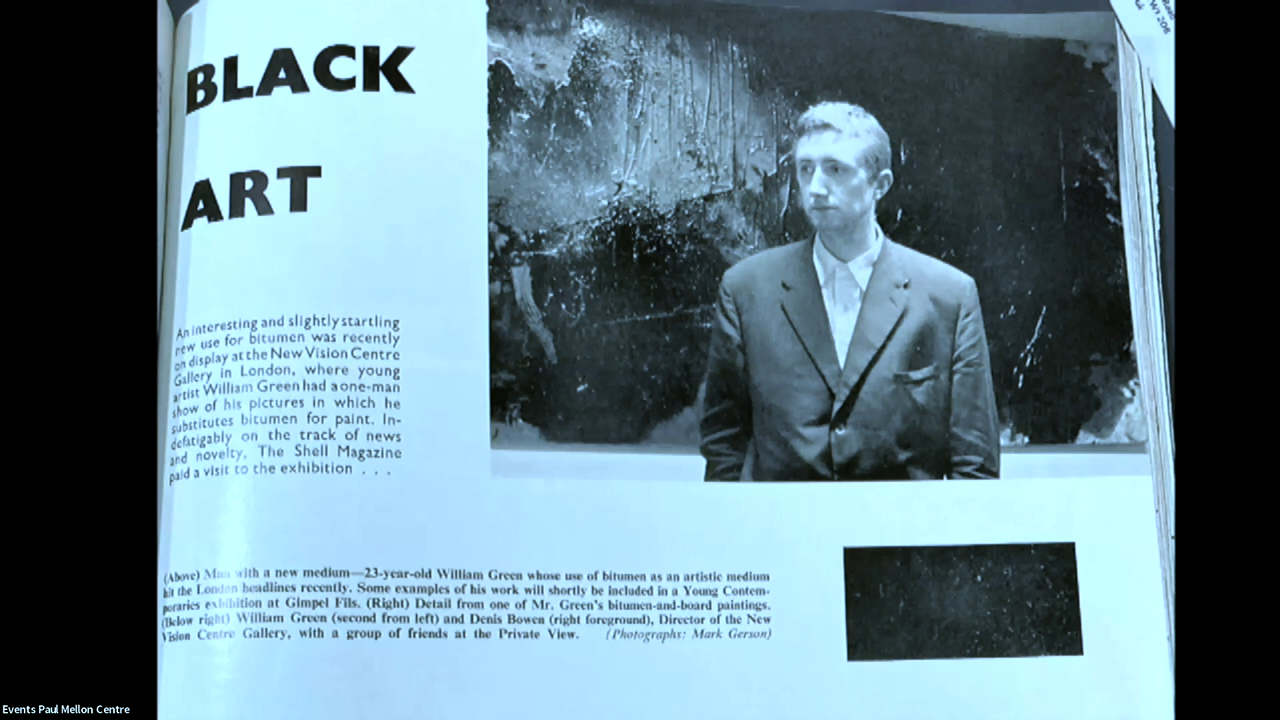 BLACK
ART
An interesting and slightly startling
new use for bitumen was recently
on display at the New Vision Centre
Gallery in London, where young
artist William Green had a one-man
show of his pictures in which he
substitutes bitumen for paint. In-
defatigably on the track of news
and novelty, The Shell Magazine
paid a visit to the exhibition . . .
(Above) Man with a new medium—23-year-old William Green whose use of bitumen as an artistic medium
hit the London headlines recently. Some examples of his work will shortly be included in a Young Contem-
poraries exhibition at Gimpel Fils. (Right) Detail from one of Mr. Green's bitumen-and-board paintings.
(Below right) William Green (second from left) and Denis Bowen (right foreground), Director of the New
Vision Centre Gallery, with a group of friends at the Private View. (Photographs: Mark Gerson)
Events Paul Mellon Centre